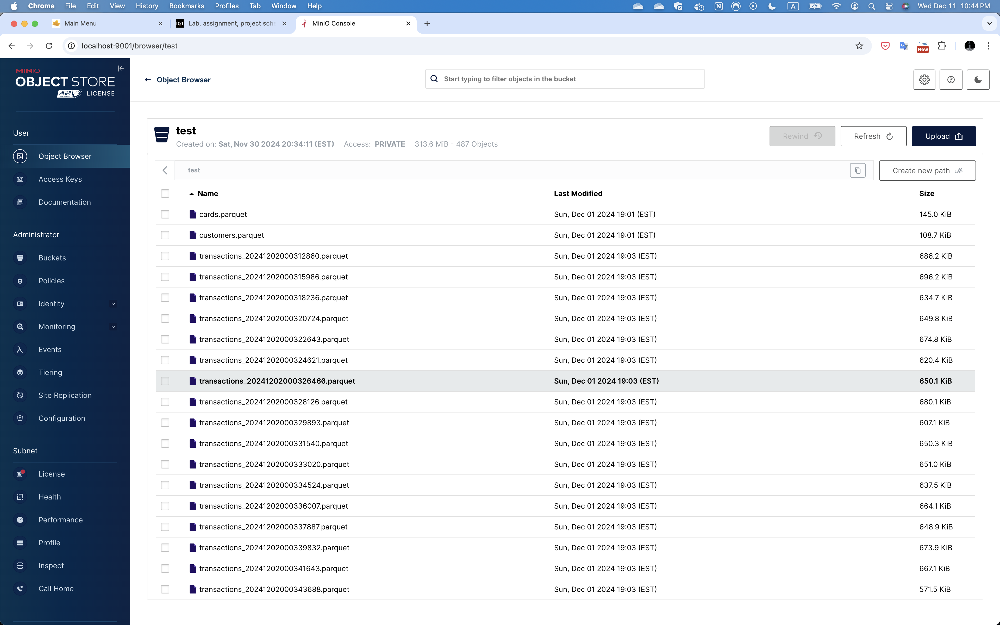 Chrome File Edit View History Bookmarks Profiles Tab Window Help
N A Wed Dec 11 10:44 PM
Main Menu
D2L Lab, assignment, project sche
MinIO Console
localhost:9001/browser/test
New
MINIO
OBJECT STORE
AGPL v3 LICENSE
Object Browser
Start typing to filter objects in the bucket
User
Object Browser
Access Keys
Documentation
Administrator
Buckets
Policies
Identity
Monitoring
Events
Tiering
Site Replication
Configuration
Subnet
License
Health
Performance
Profile
Inspect
Call Home
test
Created on: Sat, Nov 30 2024 20:34:11 (EST) Access: PRIVATE 313.6 MiB - 487 Objects
Rewind
Refresh
Upload
test
Create new path
Name Last Modified Size
cards.parquet Sun, Dec 01 2024 19:01 (EST) 145.0 KiB
customers.parquet Sun, Dec 01 2024 19:01 (EST) 108.7 KiB
transactions_20241202000312860.parquet Sun, Dec 01 2024 19:03 (EST) 686.2 KiB
transactions_20241202000315986.parquet Sun, Dec 01 2024 19:03 (EST) 696.2 KiB
transactions_20241202000318236.parquet Sun, Dec 01 2024 19:03 (EST) 634.7 KiB
transactions_20241202000320724.parquet Sun, Dec 01 2024 19:03 (EST) 649.8 KiB
transactions_20241202000322643.parquet Sun, Dec 01 2024 19:03 (EST) 674.8 KiB
transactions_20241202000324621.parquet Sun, Dec 01 2024 19:03 (EST) 620.4 KiB
transactions_20241202000326466.parquet Sun, Dec 01 2024 19:03 (EST) 650.1 KiB
transactions_20241202000328126.parquet Sun, Dec 01 2024 19:03 (EST) 680.1 KiB
transactions_20241202000329893.parquet Sun, Dec 01 2024 19:03 (EST) 607.1 KiB
transactions_20241202000331540.parquet Sun, Dec 01 2024 19:03 (EST) 650.3 KiB
transactions_20241202000333020.parquet Sun, Dec 01 2024 19:03 (EST) 651.0 KiB
transactions_20241202000334524.parquet Sun, Dec 01 2024 19:03 (EST) 637.5 KiB
transactions_20241202000336007.parquet Sun, Dec 01 2024 19:03 (EST) 664.1 KiB
transactions_20241202000337887.parquet Sun, Dec 01 2024 19:03 (EST) 648.9 KiB
transactions_20241202000339832.parquet Sun, Dec 01 2024 19:03 (EST) 673.9 KiB
transactions_20241202000341643.parquet Sun, Dec 01 2024 19:03 (EST) 667.1 KiB
transactions_20241202000343688.parquet Sun, Dec 01 2024 19:03 (EST) 571.5 KiB